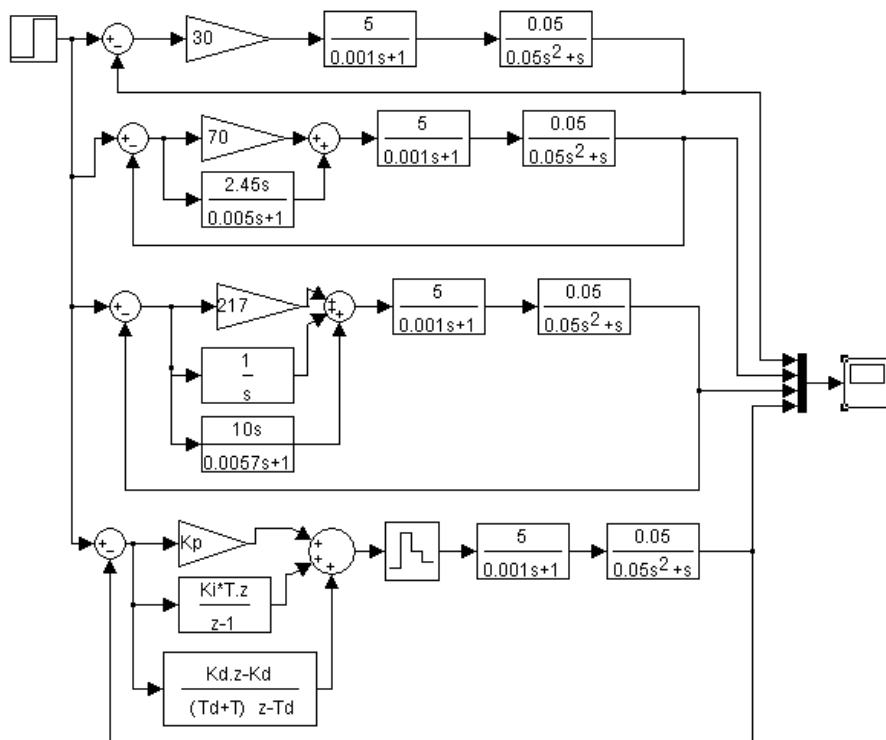 +
−
30
5
0.001s+1
0.05
0.05s² +s
+
−
70
+
+
5
0.001s+1
0.05
0.05s² +s
2.45s
0.005s+1
+
−
217
+
+
+
5
0.001s+1
0.05
0.05s² +s
1
s
10s
0.0057s+1
+
−
Kp
+
+
+
5
0.001s+1
0.05
0.05s² +s
Ki*T.z
z-1
Kd.z-Kd
(Td+T) z-Td